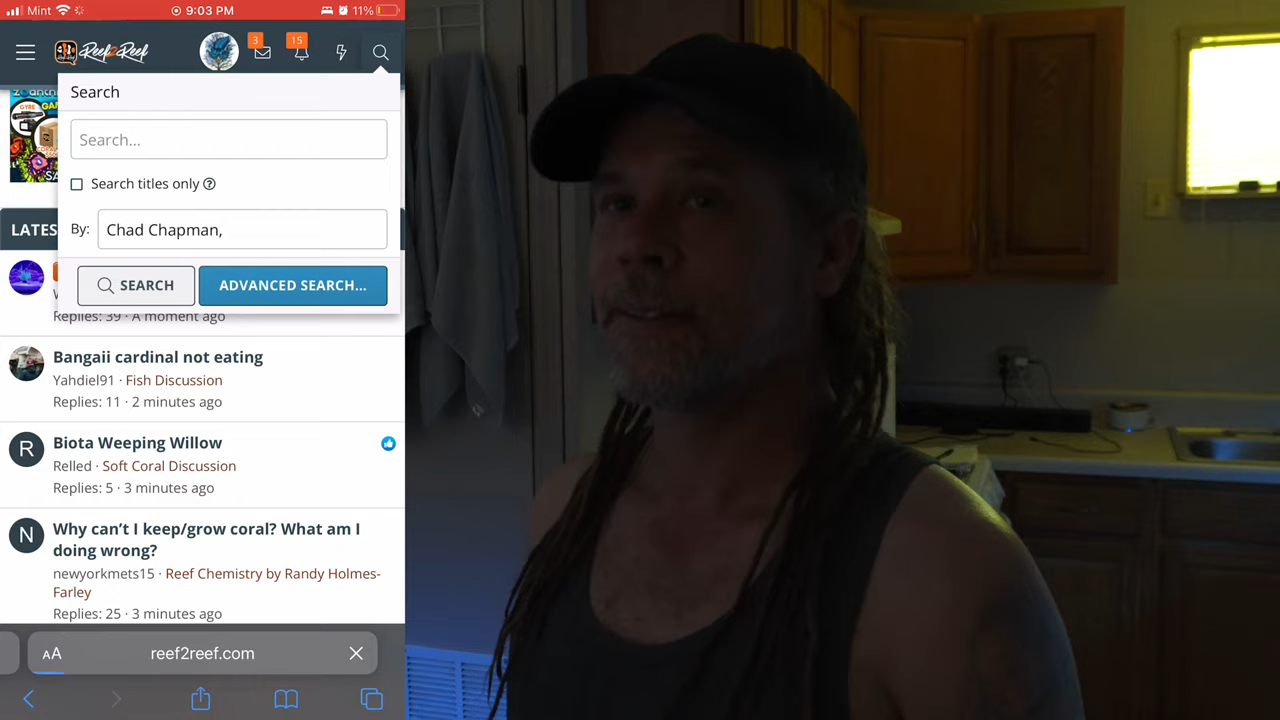 Mint 9:03 PM 11%
Reef2Reef 3 15
Search
Search...
Search titles only
By: Chad Chapman,
SEARCH ADVANCED SEARCH...
GYRE
LATES
Replies: 39 · A moment ago
Bangaii cardinal not eating
Yahdiel91 · Fish Discussion
Replies: 11 · 2 minutes ago
R
Biota Weeping Willow
Relled · Soft Coral Discussion
Replies: 5 · 3 minutes ago
N
Why can't I keep/grow coral? What am I
doing wrong?
newyorkmets15 · Reef Chemistry by Randy Holmes-
Farley
Replies: 25 · 3 minutes ago
AA reef2reef.com